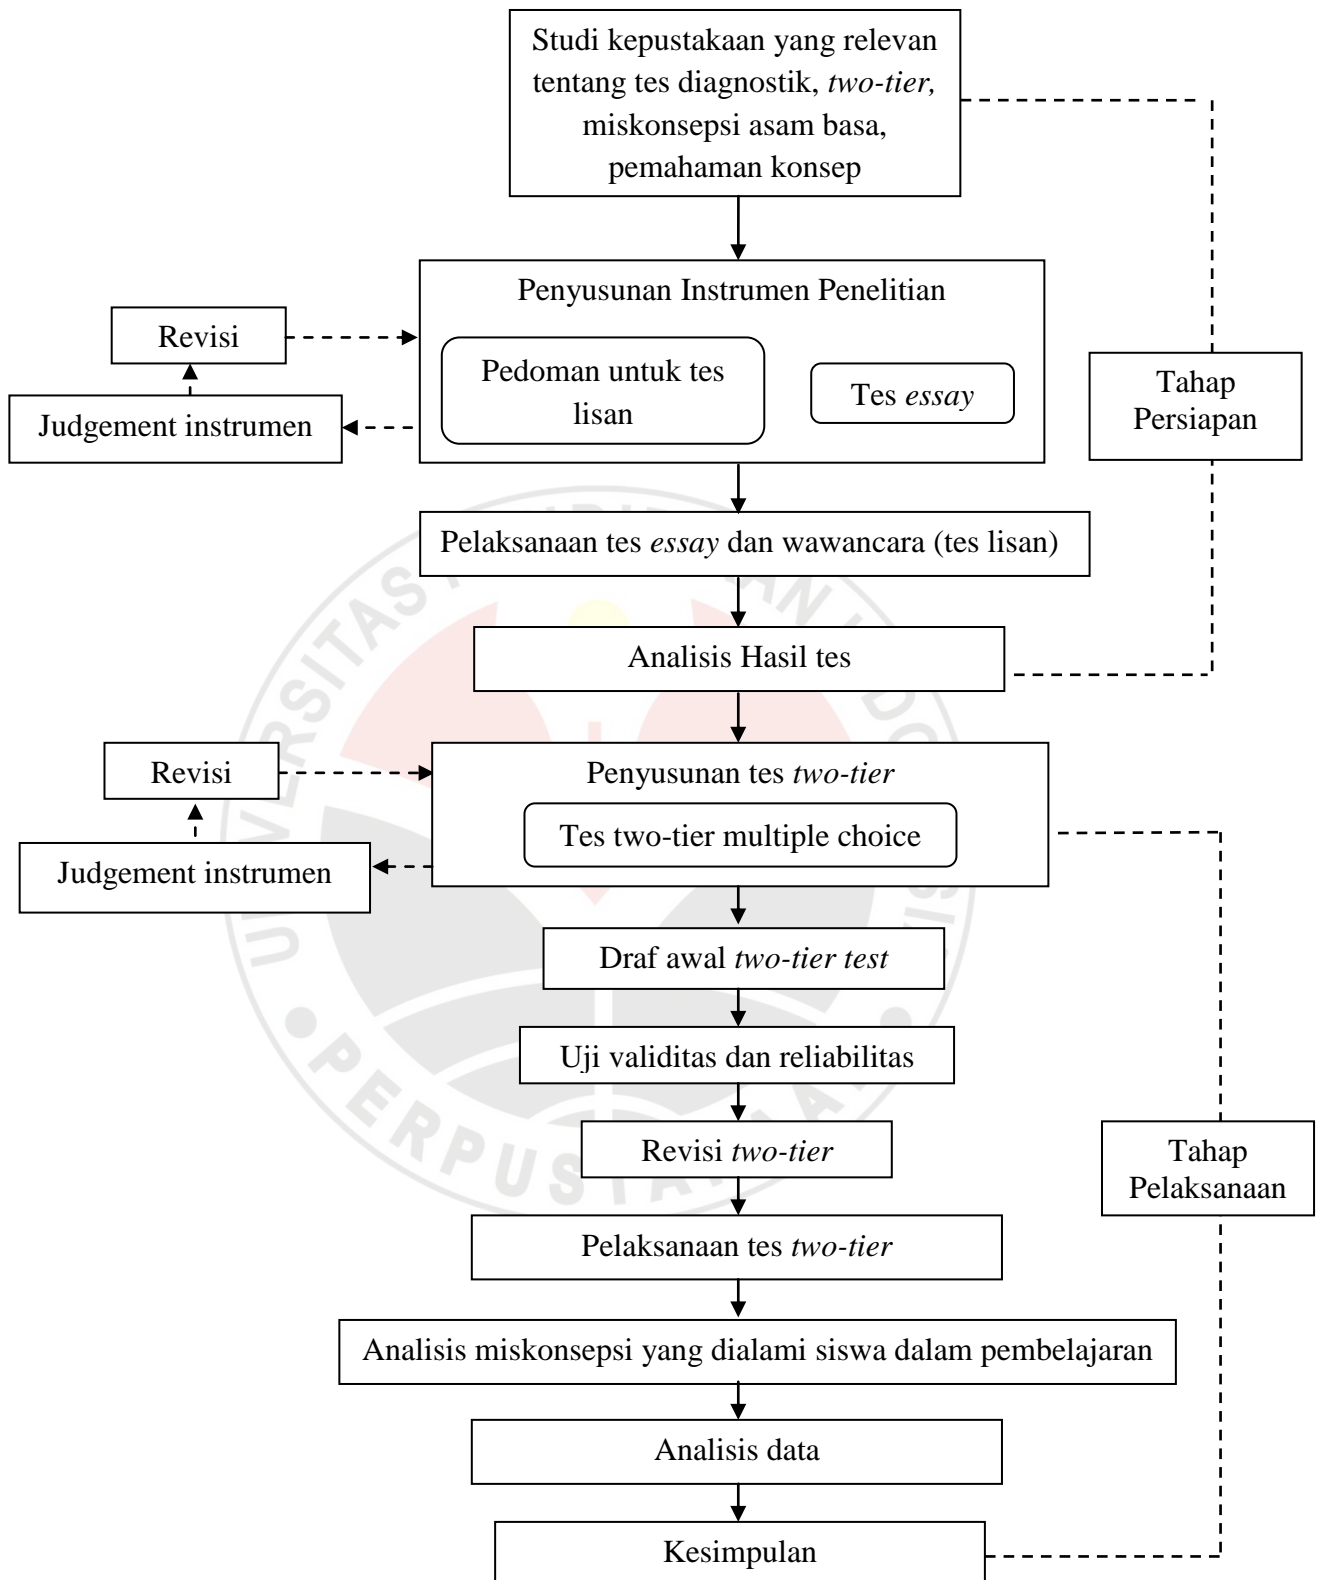 Studi kepustakaan yang relevan
tentang tes diagnostik, two-tier,
miskonsepsi asam basa,
pemahaman konsep
Penyusunan Instrumen Penelitian
Revisi
Pedoman untuk tes
lisan
Tes essay
Judgement instrumen
Tahap
Persiapan
Pelaksanaan tes essay dan wawancara (tes lisan)
Analisis Hasil tes
Penyusunan tes two-tier
Revisi
Tes two-tier multiple choice
Judgement instrumen
Draf awal two-tier test
Uji validitas dan reliabilitas
Revisi two-tier
Tahap
Pelaksanaan
Pelaksanaan tes two-tier
Analisis miskonsepsi yang dialami siswa dalam pembelajaran
Analisis data
Kesimpulan